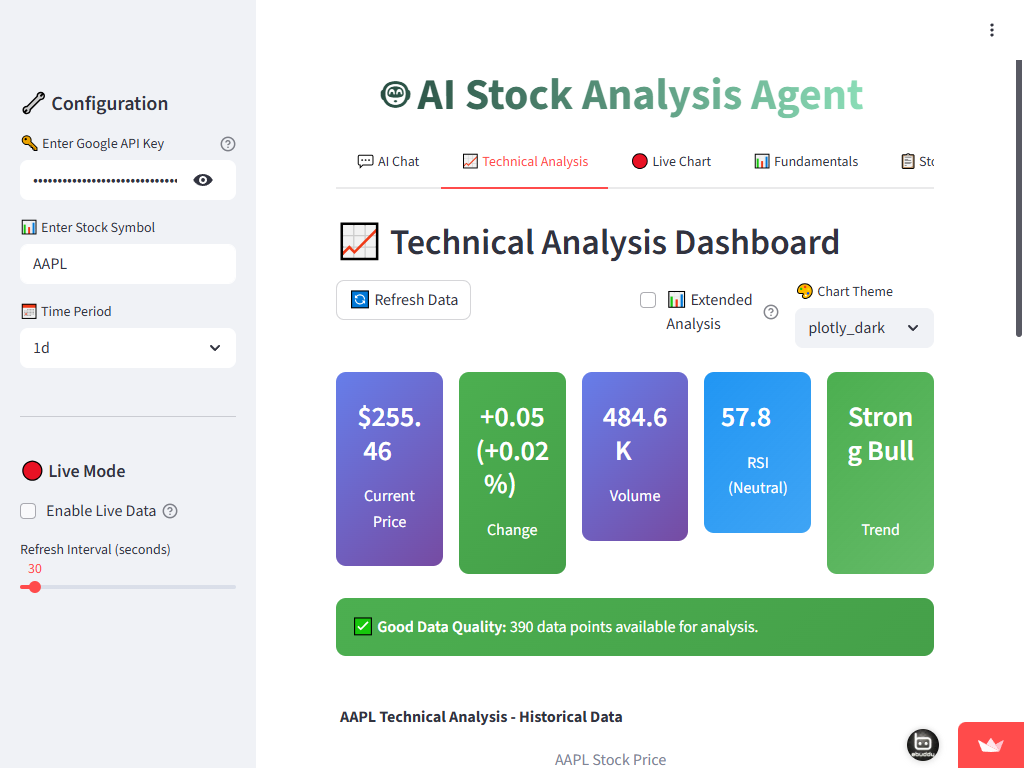 Configuration
Enter Google API Key
••••••••••••••••••••••••••••••
Enter Stock Symbol
AAPL
Time Period
1d
Live Mode
Enable Live Data
Refresh Interval (seconds)
30
AI Stock Analysis Agent
AI Chat
Technical Analysis
Live Chart
Fundamentals
Sto
Technical Analysis Dashboard
Refresh Data
Extended
Analysis
Chart Theme
plotly_dark
$255.
46
Current
Price
+0.05
(+0.02
%)
Change
484.6
K
Volume
57.8
RSI
(Neutral)
Stron
g Bull
Trend
Good Data Quality: 390 data points available for analysis.
AAPL Technical Analysis - Historical Data
AAPL Stock Price